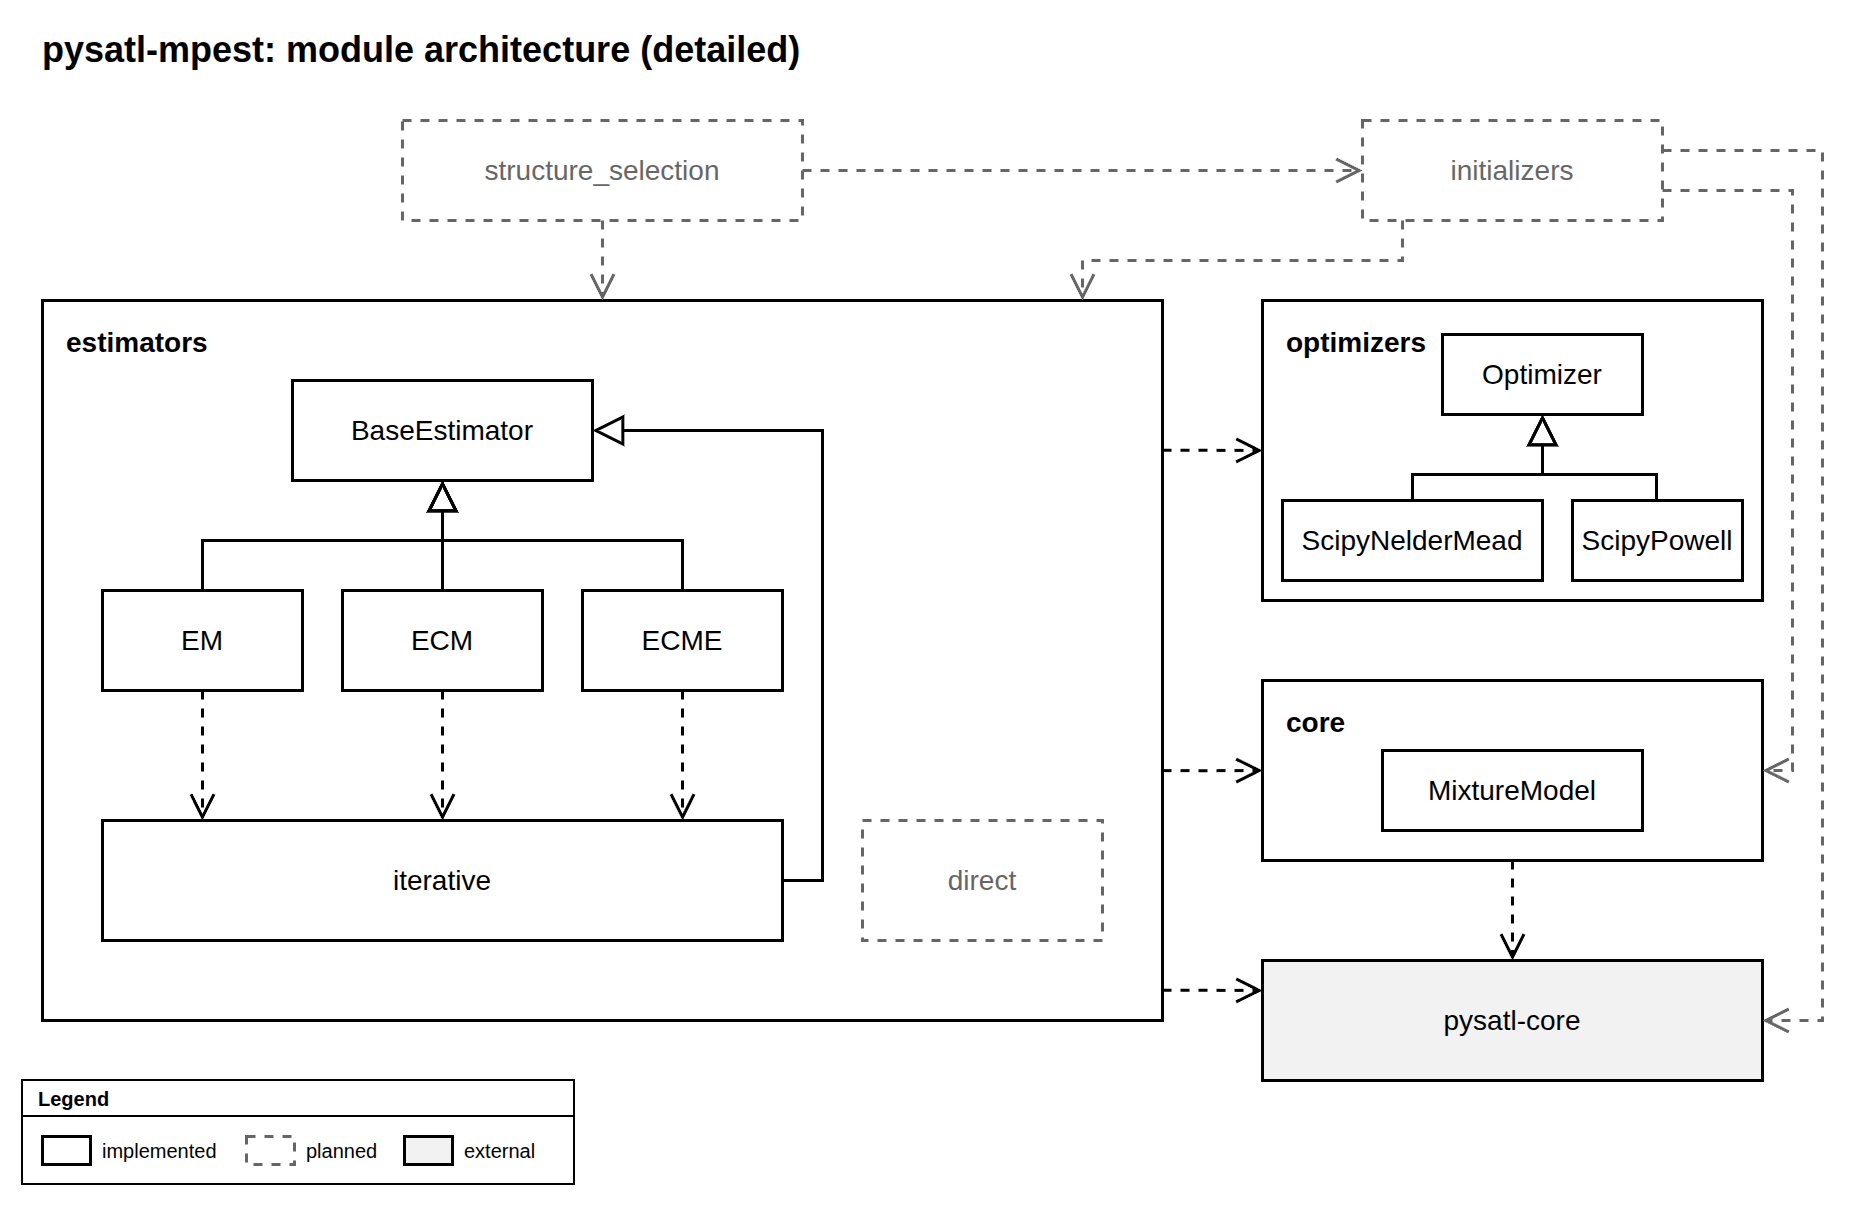 pysatl-mpest: module architecture (detailed)
structure_selection
initializers
estimators
BaseEstimator
EM
ECM
ECME
iterative
direct
optimizers
Optimizer
ScipyNelderMead
ScipyPowell
core
MixtureModel
pysatl-core
Legend
implemented
planned
external